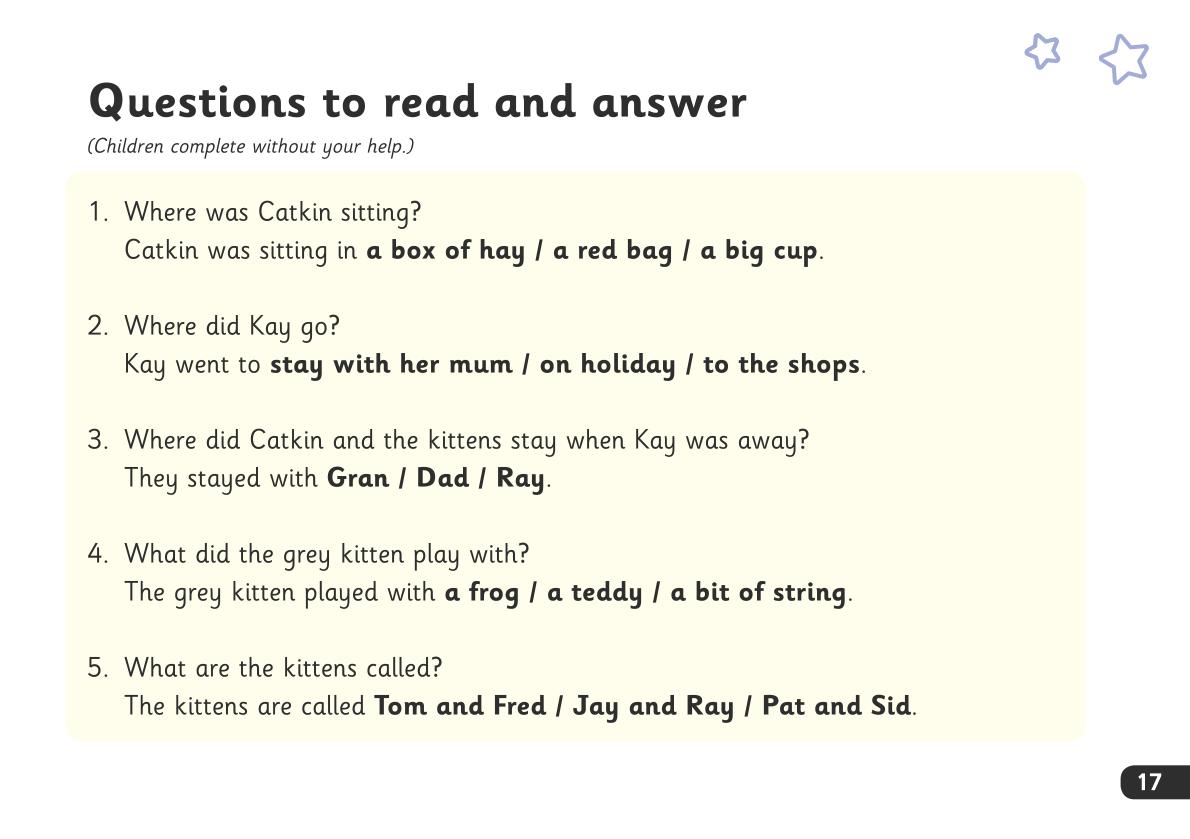 Questions to read and answer
(Children complete without your help.)
1. Where was Catkin sitting?
Catkin was sitting in a box of hay / a red bag / a big cup.
2. Where did Kay go?
Kay went to stay with her mum / on holiday / to the shops.
3. Where did Catkin and the kittens stay when Kay was away?
They stayed with Gran / Dad / Ray.
4. What did the grey kitten play with?
The grey kitten played with a frog / a teddy / a bit of string.
5. What are the kittens called?
The kittens are called Tom and Fred / Jay and Ray / Pat and Sid.
17